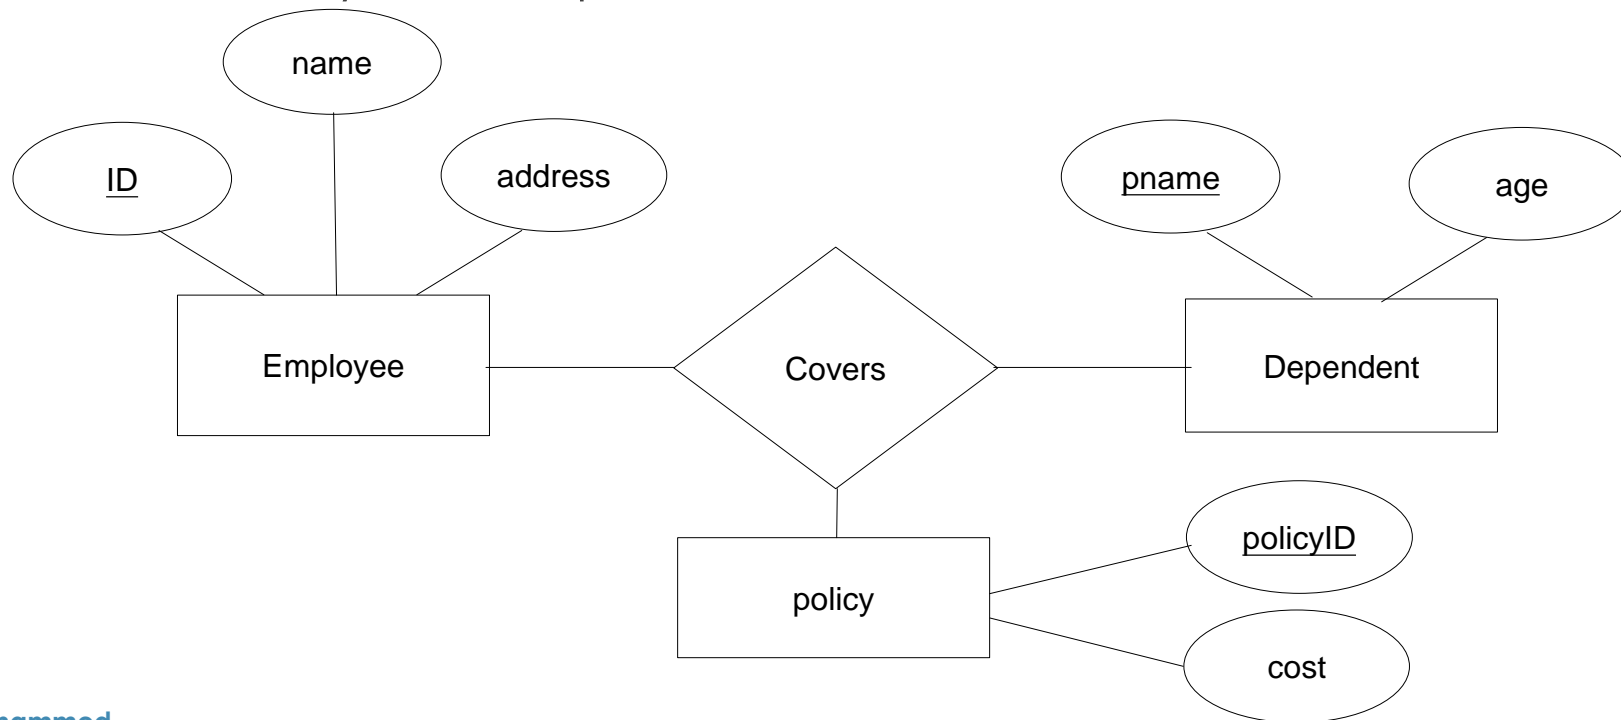 name
ID
address
pname
age
Employee
Covers
Dependent
policyID
policy
cost